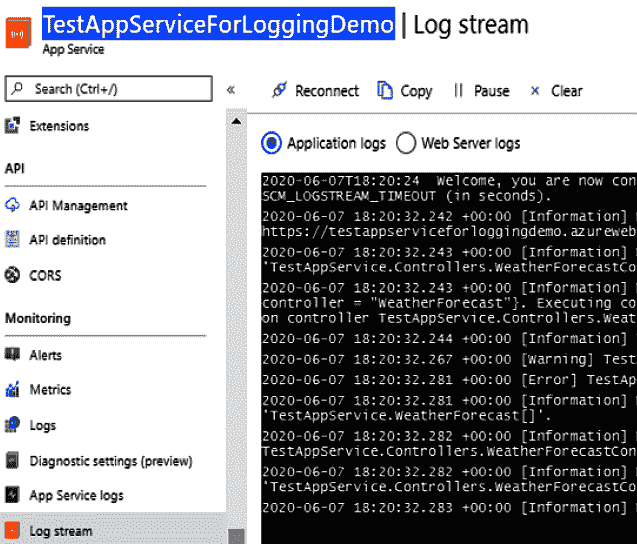 TestAppServiceForLoggingDemo | Log stream
App Service
Search (Ctrl+/)
«
Reconnect
Copy
Pause
Clear
Extensions
API
API Management
API definition
CORS
Monitoring
Alerts
Metrics
Logs
Diagnostic settings (preview)
App Service logs
Log stream
Application logs
Web Server logs
2020-06-07T18:20:24 Welcome, you are now con
SCM_LOGSTREAM_TIMEOUT (in seconds).
2020-06-07 18:20:32.242 +00:00 [Information]
https://testappserviceforloggingdemo.azureweb
2020-06-07 18:20:32.243 +00:00 [Information]
'TestAppService.Controllers.WeatherForecastCo
2020-06-07 18:20:32.243 +00:00 [Information]
controller = "WeatherForecast"}. Executing co
on controller TestAppService.Controllers.Weat
2020-06-07 18:20:32.244 +00:00 [Information]
2020-06-07 18:20:32.267 +00:00 [Warning] Test
2020-06-07 18:20:32.281 +00:00 [Error] TestAp
2020-06-07 18:20:32.281 +00:00 [Information]
'TestAppService.WeatherForecast[]'.
2020-06-07 18:20:32.282 +00:00 [Information]
TestAppService.Controllers.WeatherForecastCon
2020-06-07 18:20:32.282 +00:00 [Information]
'TestAppService.Controllers.WeatherForecastCo
2020-06-07 18:20:32.283 +00:00 [Information]